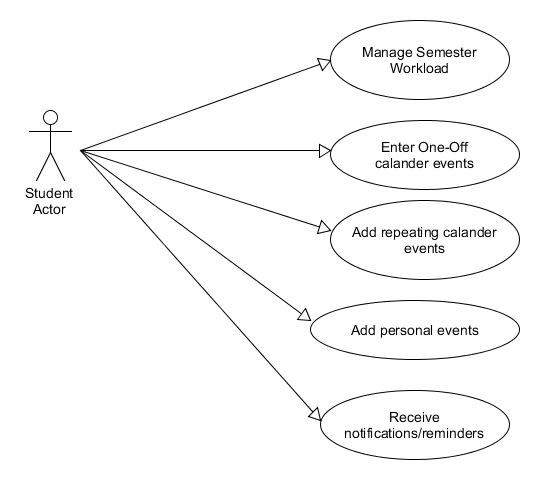 Manage Semester
Workload
Enter One-Off
calander events
Student
Actor
Add repeating calander
events
Add personal events
Receive
notifications/reminders